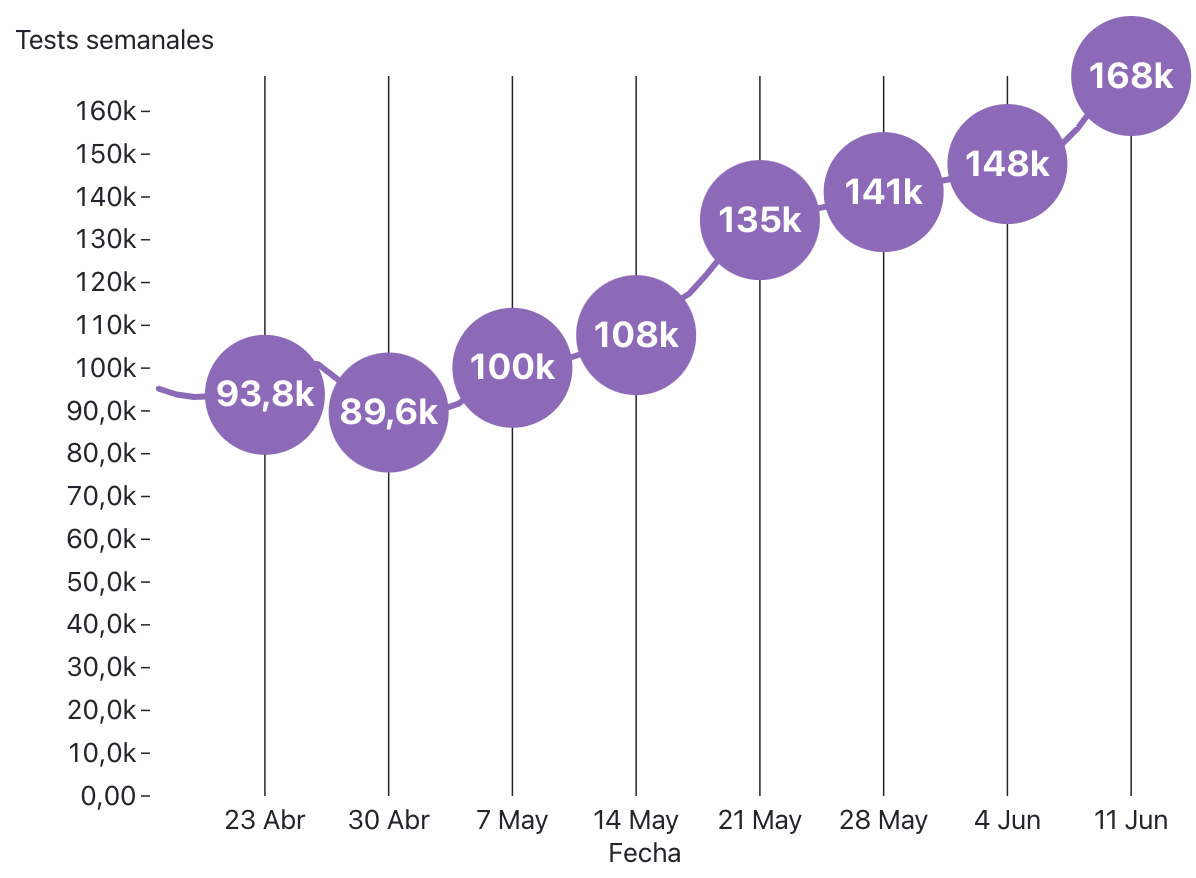 Tests semanales
160k
150k
140k
130k
120k
110k
100k
90,0k
80,0k
70,0k
60,0k
50,0k
40,0k
30,0k
20,0k
10,0k
0,00
93,8k
89,6k
100k
108k
135k
141k
148k
168k
23 Abr 30 Abr 7 May 14 May 21 May 28 May 4 Jun 11 Jun
Fecha